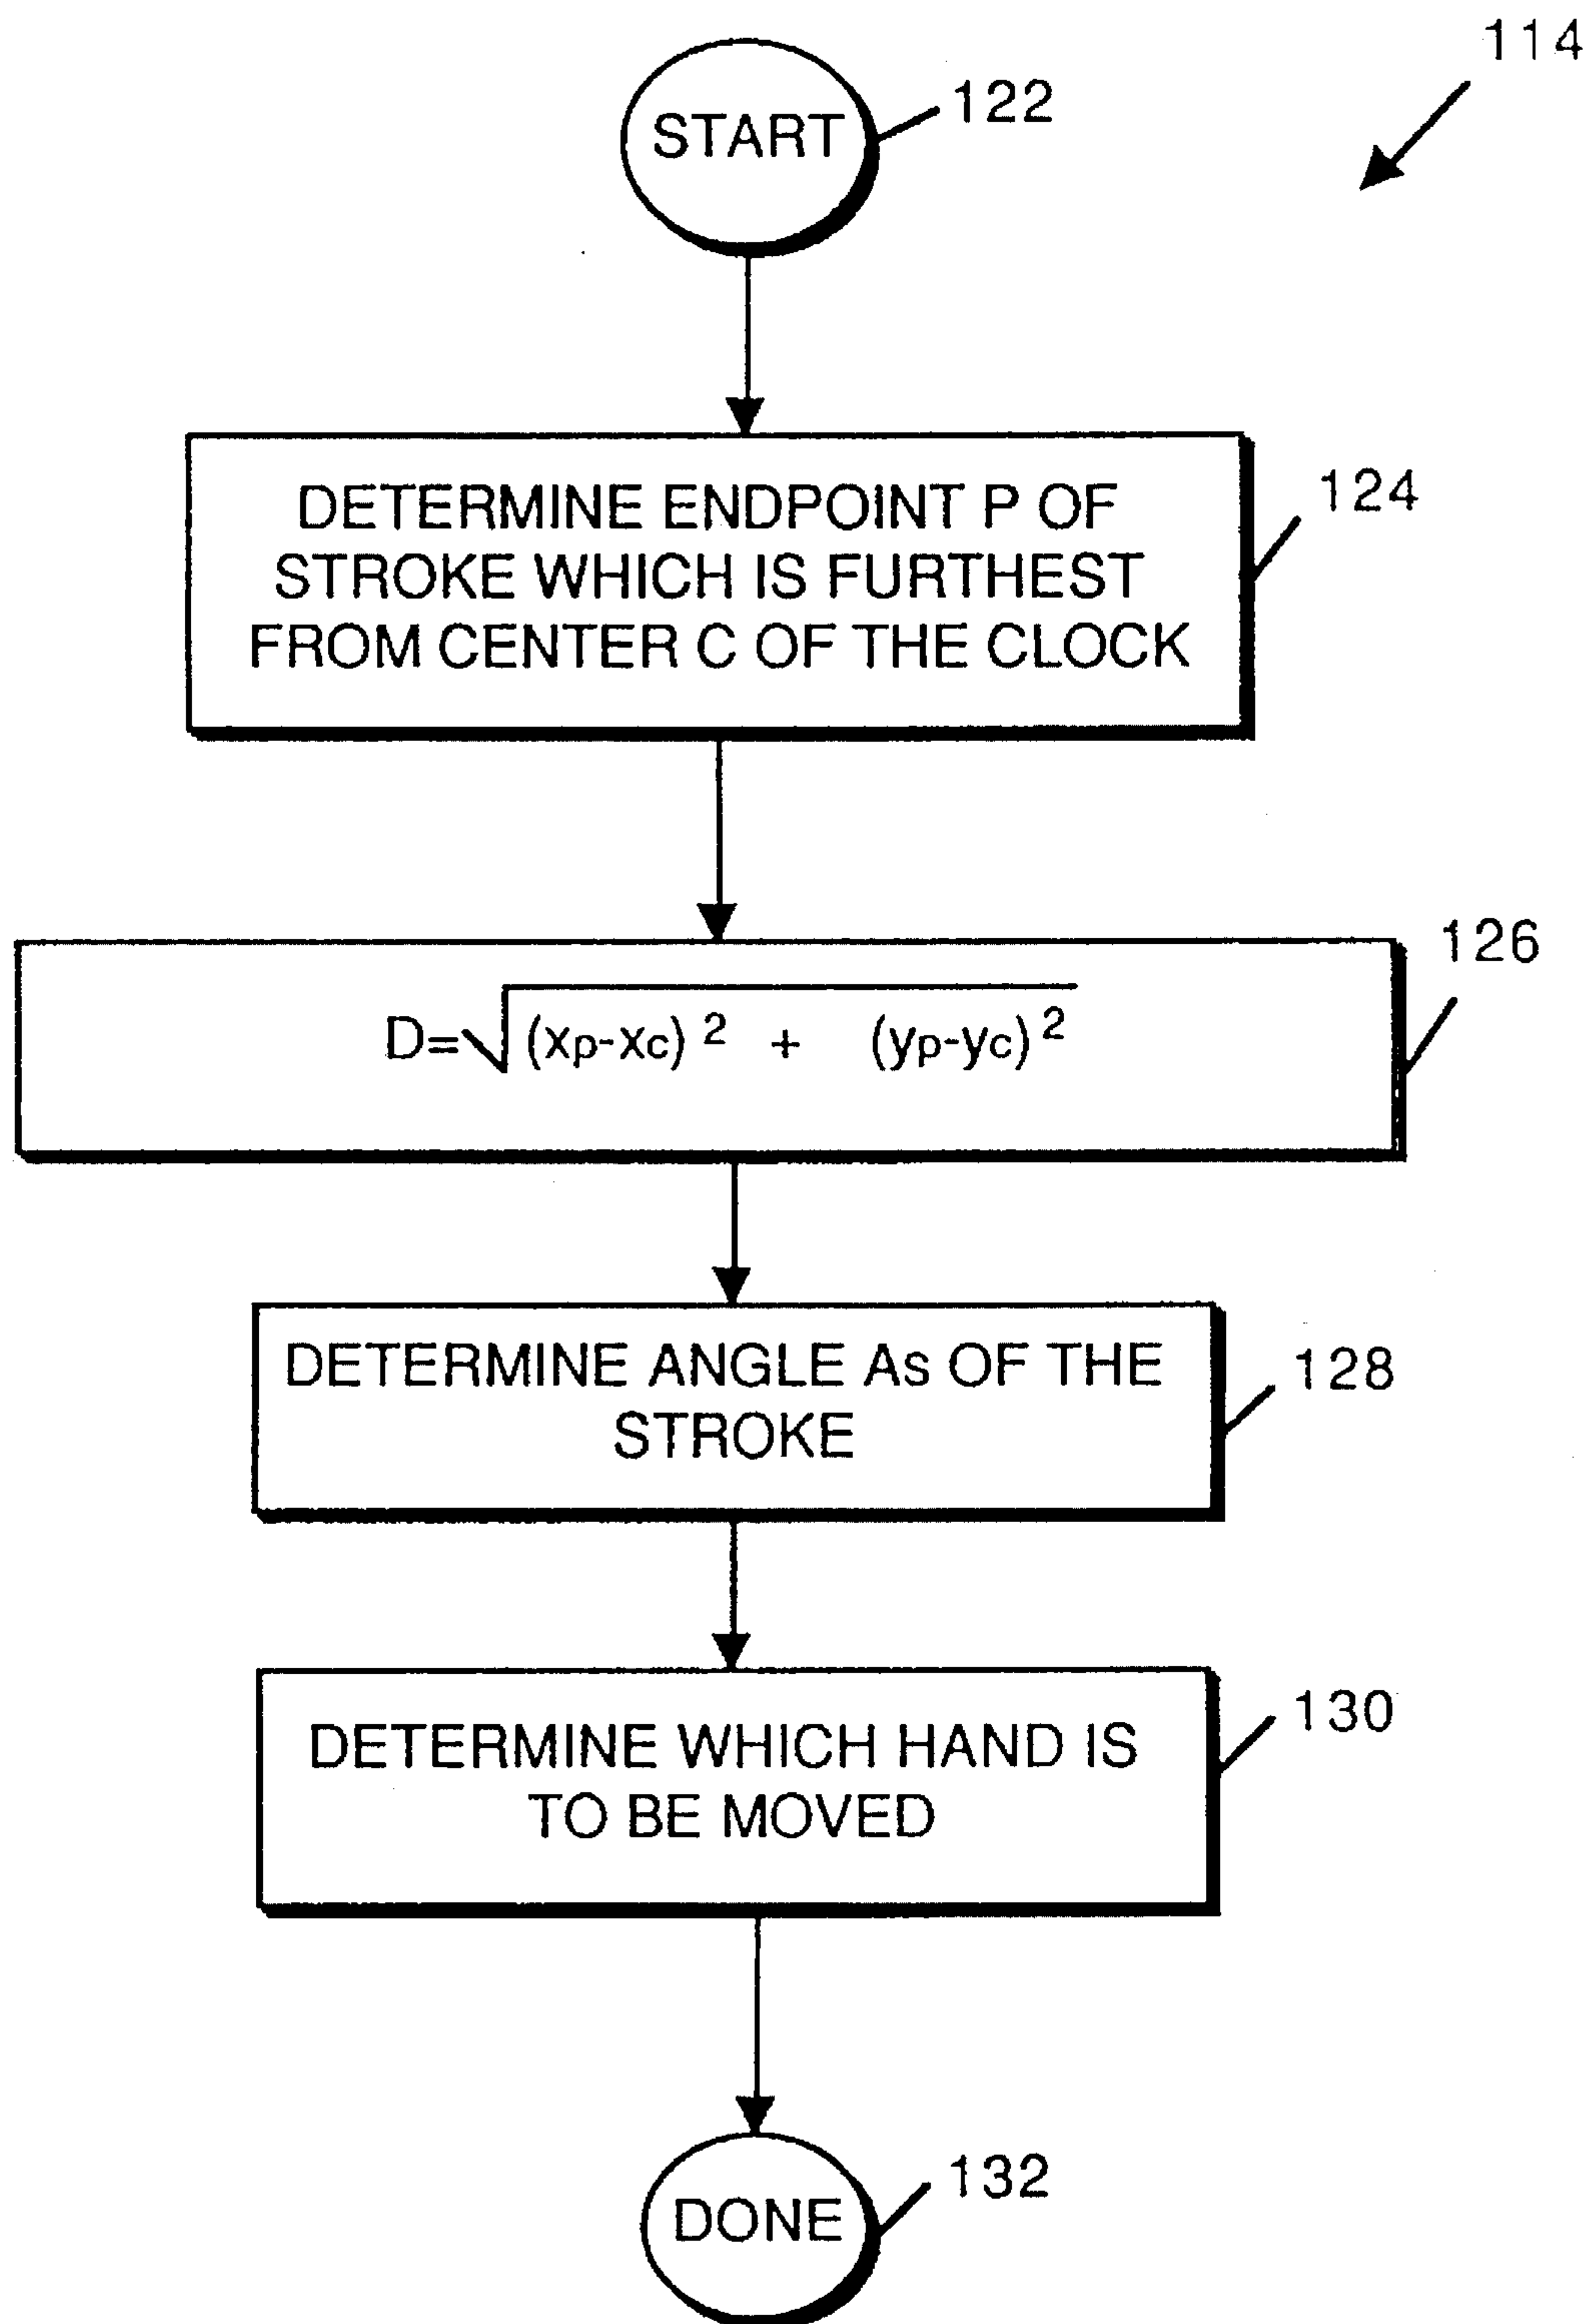 114
START
122
DETERMINE ENDPOINT P OF
STROKE WHICH IS FURTHEST
FROM CENTER C OF THE CLOCK
124
D=√(xp-xc)² + (yp-yc)²
126
DETERMINE ANGLE As OF THE
STROKE
128
DETERMINE WHICH HAND IS
TO BE MOVED
130
DONE
132